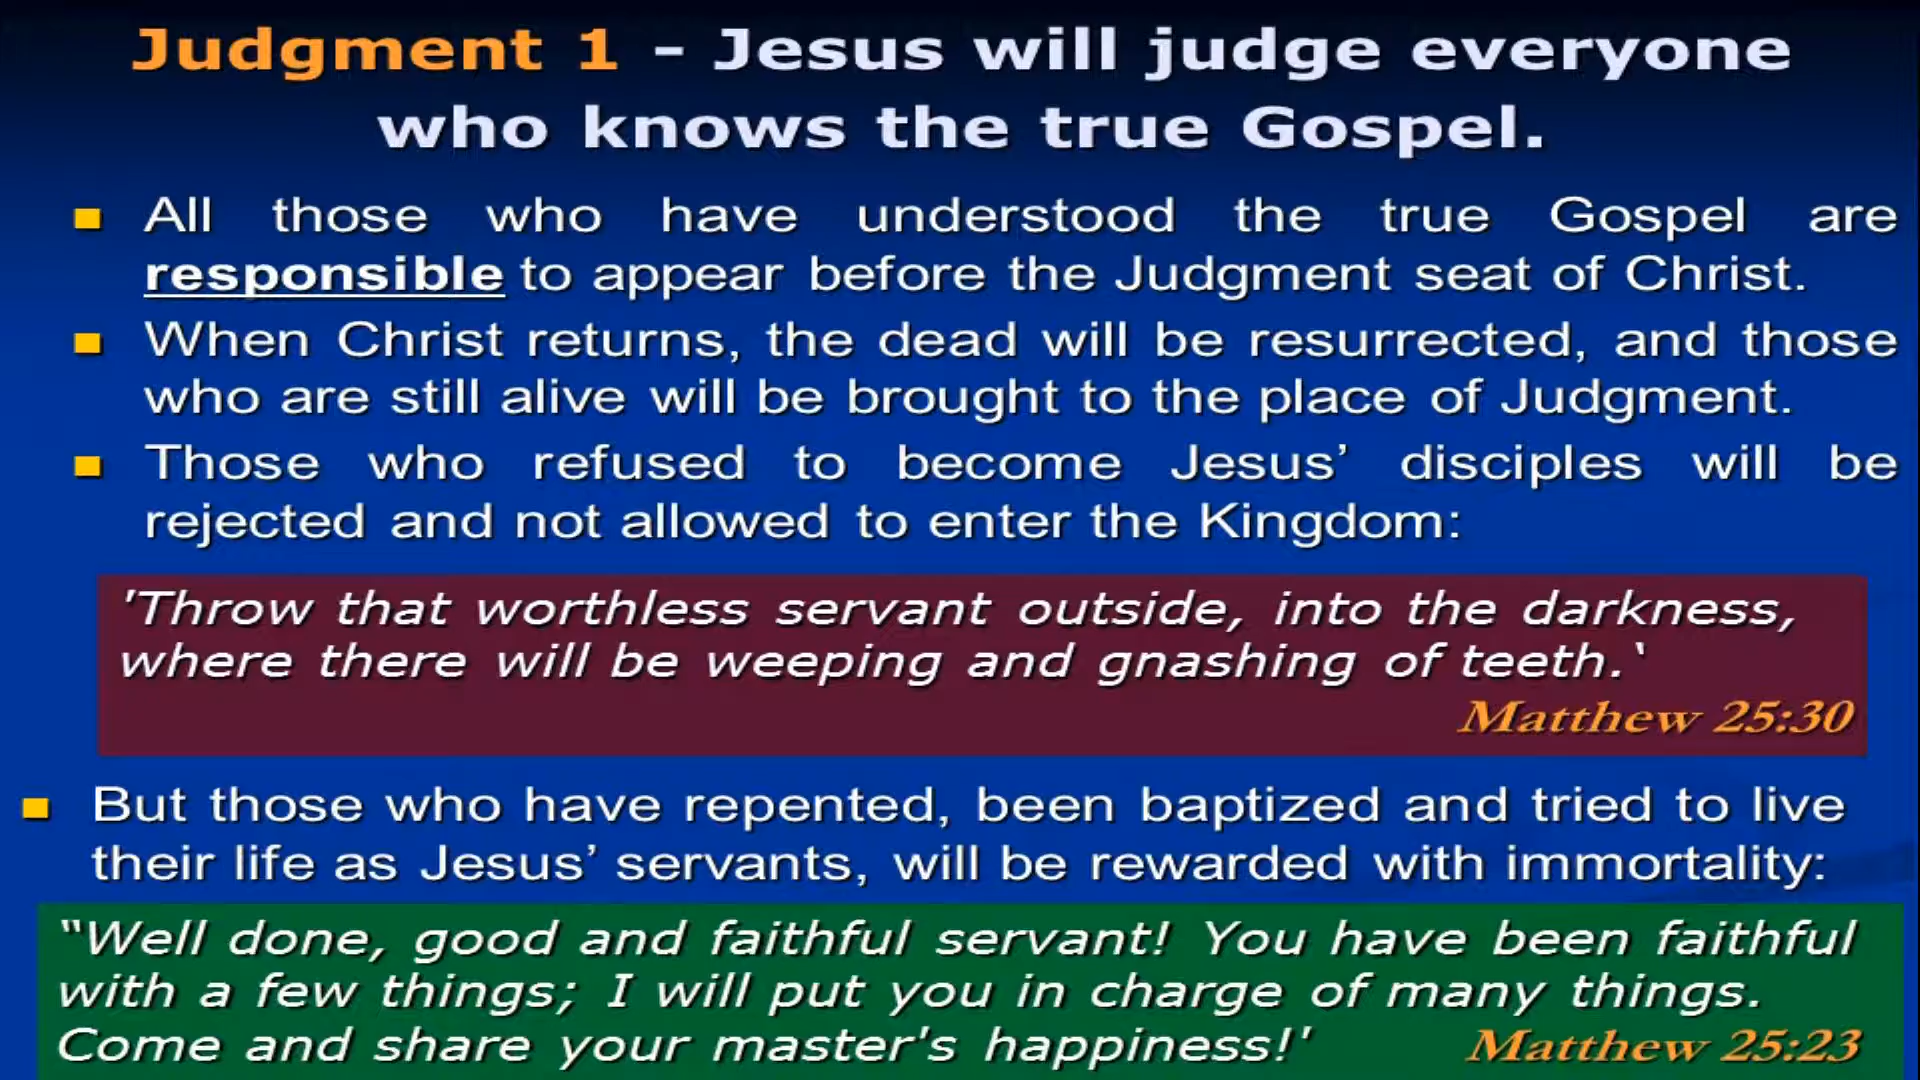 Judgment 1 - Jesus will judge everyone
who knows the true Gospel.
All those who have understood the true Gospel are
responsible to appear before the Judgment seat of Christ.
When Christ returns, the dead will be resurrected, and those
who are still alive will be brought to the place of Judgment.
Those who refused to become Jesus’ disciples will be
rejected and not allowed to enter the Kingdom:
'Throw that worthless servant outside, into the darkness,
where there will be weeping and gnashing of teeth.‘
Matthew 25:30
But those who have repented, been baptized and tried to live
their life as Jesus’ servants, will be rewarded with immortality:
“Well done, good and faithful servant! You have been faithful
with a few things; I will put you in charge of many things.
Come and share your master's happiness!' Matthew 25:23